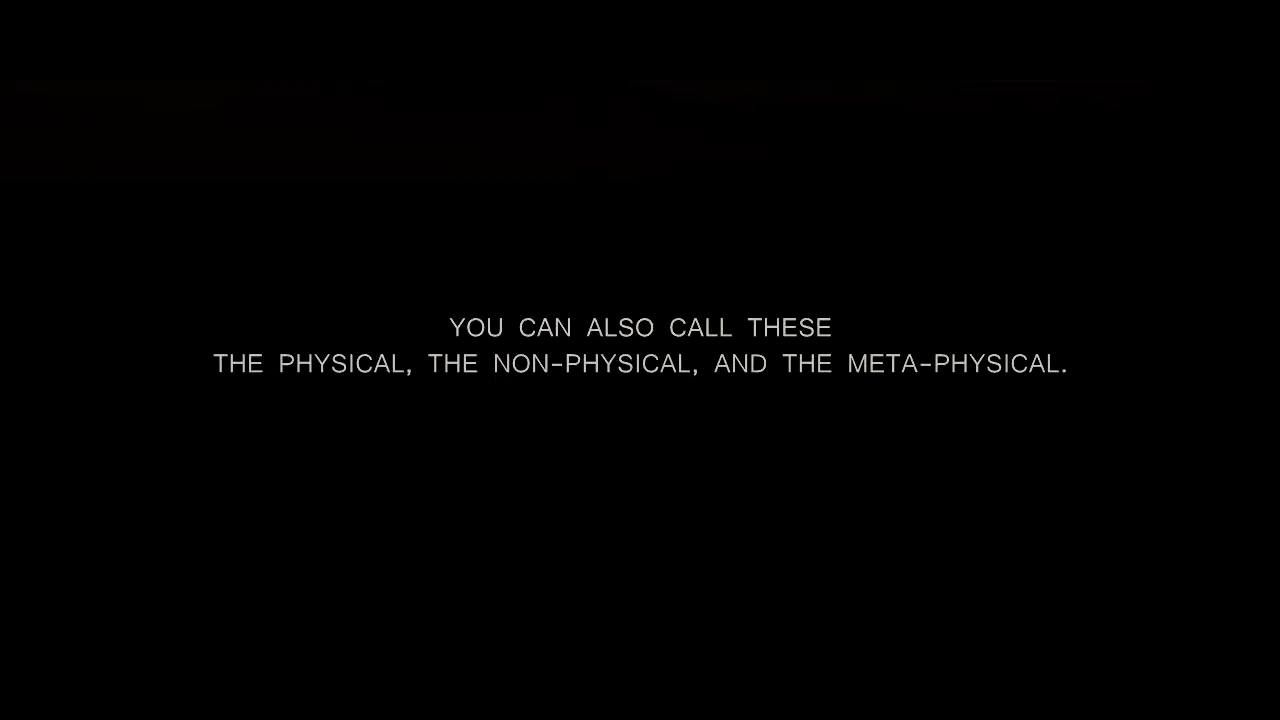 YOU CAN ALSO CALL THESE
THE PHYSICAL, THE NON-PHYSICAL, AND THE META-PHYSICAL.